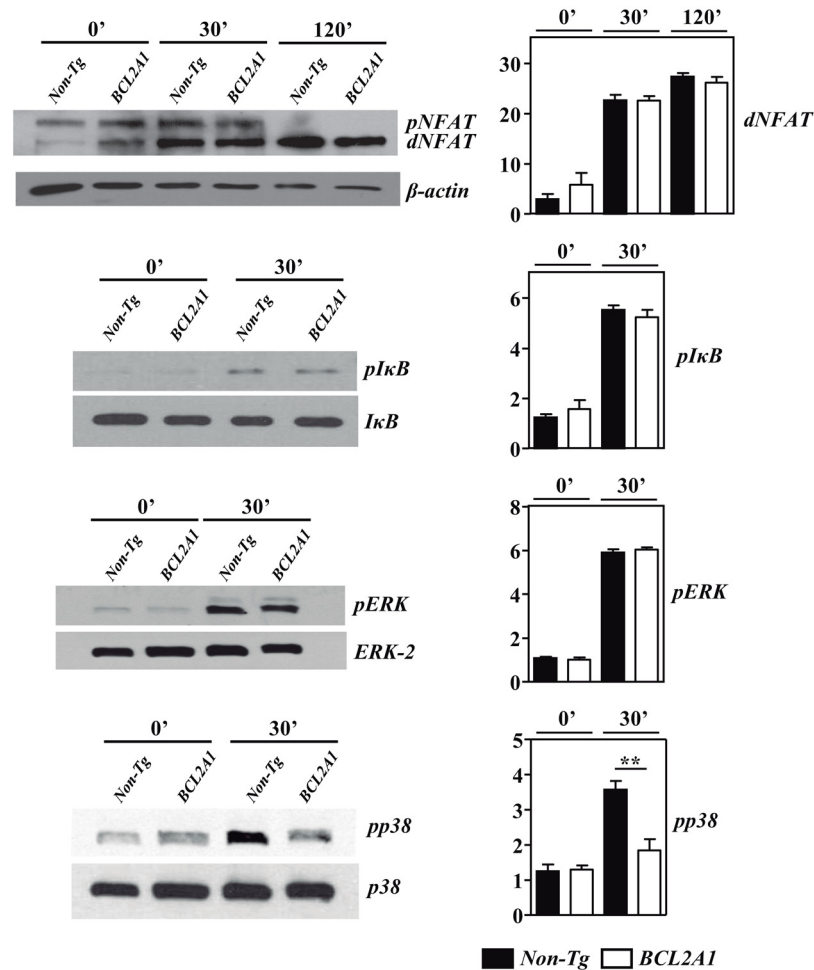 0’ 30’ 120’
Non-Tg BCL2A1 Non-Tg BCL2A1 Non-Tg BCL2A1
pNFAT
dNFAT
β-actin
0’ 30’ 120’
30
20
10
0
dNFAT
0’ 30’
Non-Tg BCL2A1 Non-Tg BCL2A1
pIκB
IκB
0’ 30’
6
4
2
0
pIκB
0’ 30’
Non-Tg BCL2A1 Non-Tg BCL2A1
pERK
ERK-2
0’ 30’
8
6
4
2
0
pERK
0’ 30’
Non-Tg BCL2A1 Non-Tg BCL2A1
pp38
p38
0’ 30’
5
4
3
2
1
0
**
pp38
Non-Tg BCL2A1